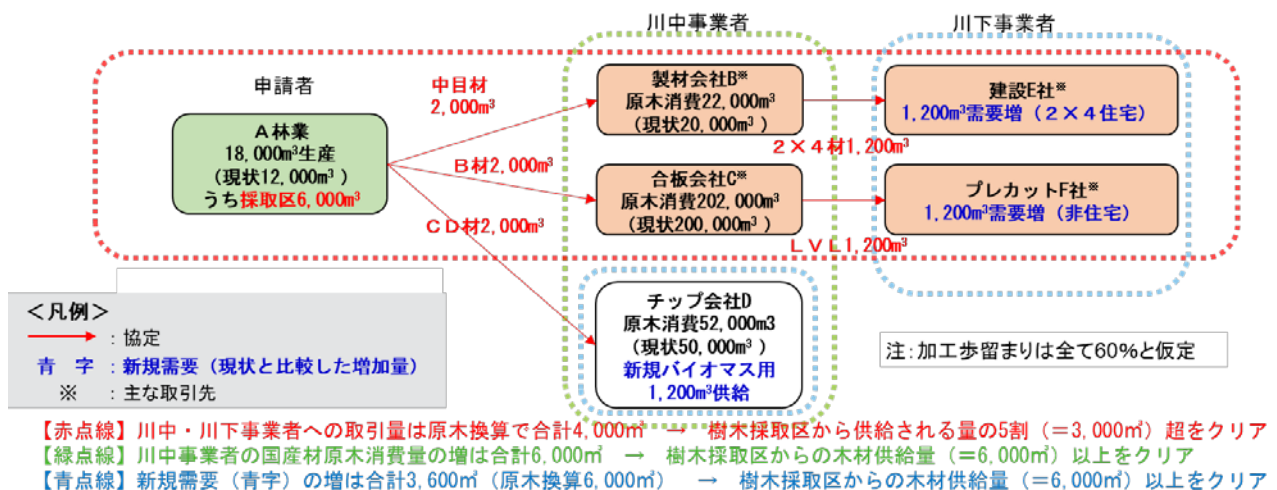 川中事業者
川下事業者
申請者
中目材
2,000m³
製材会社B※
原木消費22,000m³
(現状20,000m³ )
建設E社※
1,200m³需要増（2×4住宅）
A林業
18,000m³生産
(現状12,000m³ )
うち採取区6,000m³
2×4材1,200m³
B材2,000m³
合板会社C※
原木消費202,000m³
(現状200,000m³ )
プレカットF社※
1,200m³需要増（非住宅）
CD材2,000m³
LVL1,200m³
チップ会社D
原木消費52,000m3
(現状50,000m³ )
新規バイオマス用
1,200m³供給
＜凡例＞
：協定
青 字 ：新規需要（現状と比較した増加量）
※ ：主な取引先
注：加工歩留まりは全て60％と仮定
【赤点線】川中・川下事業者への取引量は原木換算で合計4,000㎥ → 樹木採取区から供給される量の5割（＝3,000㎥）超をクリア
【緑点線】川中事業者の国産材原木消費量の増は合計6,000㎥ → 樹木採取区からの木材供給量（＝6,000㎥）以上をクリア
【青点線】新規需要（青字）の増は合計3,600㎥（原木換算6,000㎥） → 樹木採取区からの木材供給量（＝6,000㎥）以上をクリア